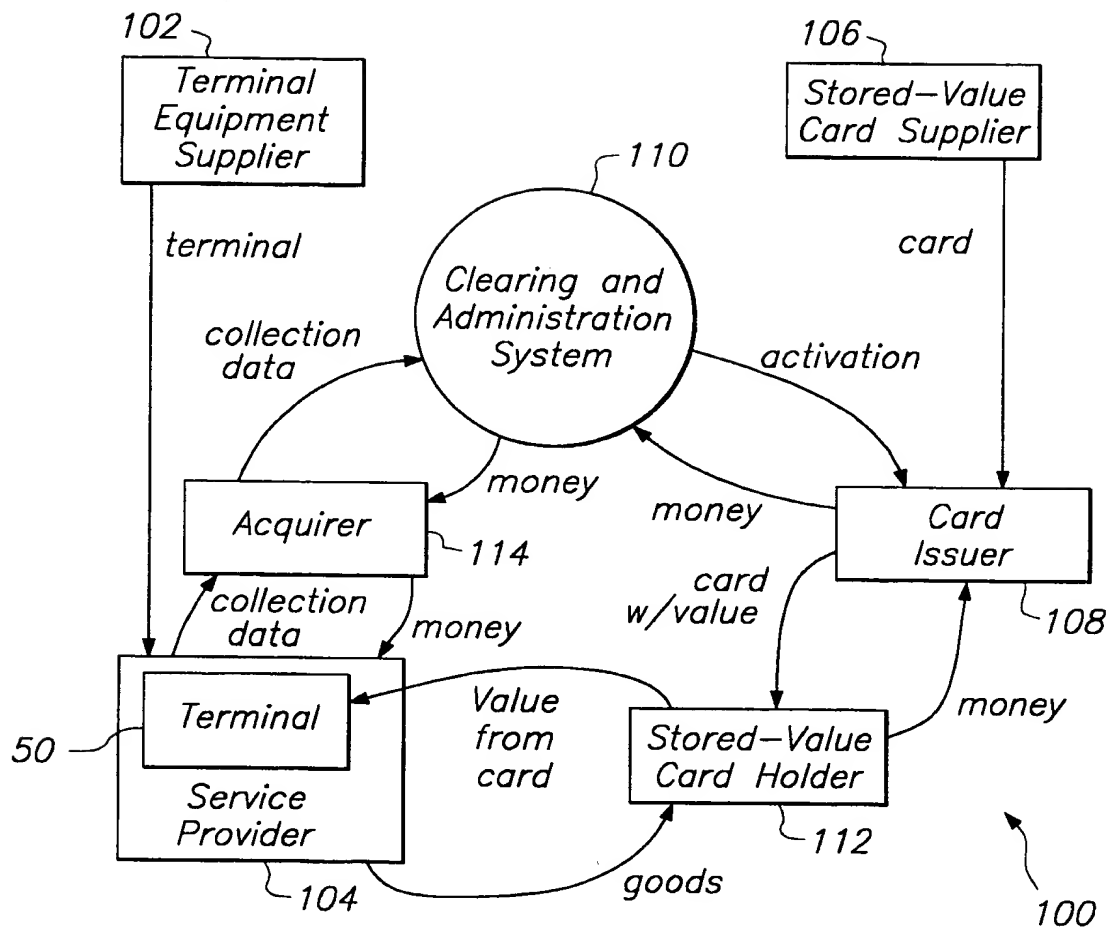 102
106
Terminal
Equipment
Supplier
Stored-Value
Card Supplier
110
terminal
card
Clearing and
Administration
System
collection
data
activation
money
money
Acquirer
114
Card
Issuer
108
collection
data
money
card
w/value
money
Terminal
50
Service
Provider
104
Value
from
card
Stored-Value
Card Holder
112
goods
100